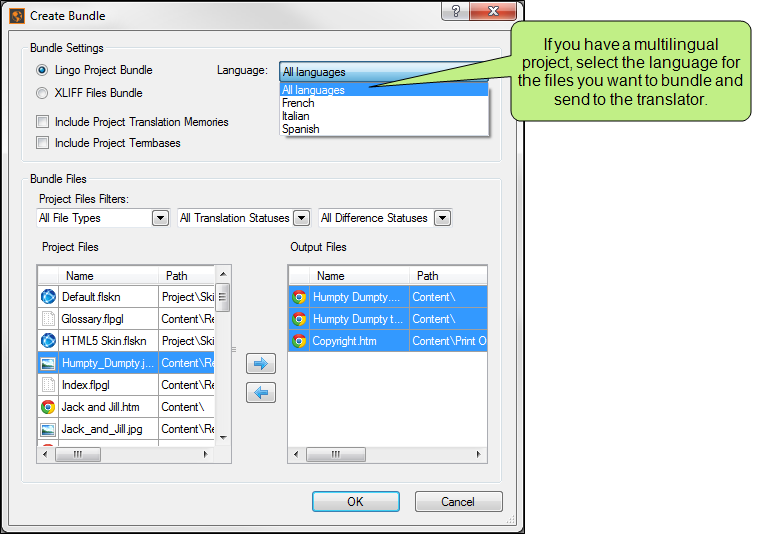 Create Bundle
?
If you have a multilingual
project, select the language for
the files you want to bundle and
send to the translator.
Bundle Settings
Lingo Project Bundle
Language:
All languages
XLIFF Files Bundle
All languages
French
Italian
Spanish
Include Project Translation Memories
Include Project Termbases
Bundle Files
Project Files Filters:
All File Types
All Translation Statuses
All Difference Statuses
Project Files
Name Path
Default.flskn Project\Ski
Glossary.flpgl Content\Re
HTML5 Skin.flskn Project\Ski
Humpty_Dumpty.j... Content\Re
Index.flpgl Content\Re
Jack and Jill.htm Content\
Jack_and_Jill.jpg Content\Re
Output Files
Name Path
Humpty Dumpty.... Content\
Humpty Dumpty t... Content\
Copyright.htm Content\Print O
OK
Cancel